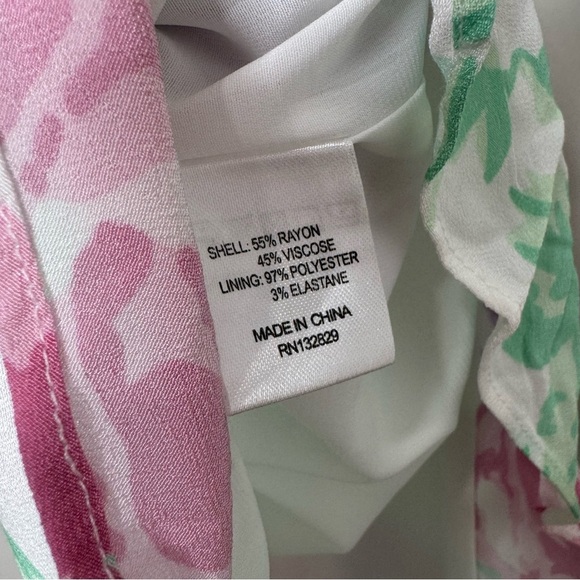 SHELL: 55% RAYON
45% VISCOSE
LINING: 97% POLYESTER
3% ELASTANE
MADE IN CHINA
RN132829